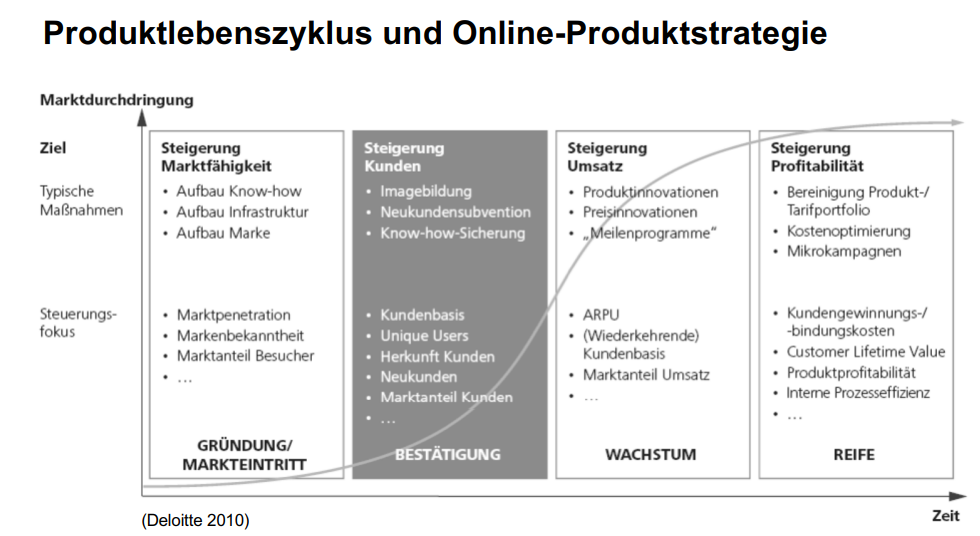 Produktlebenszyklus und Online-Produktstrategie
Marktdurchdringung
Ziel
Typische
Maßnahmen
Steuerungs-
fokus
Steigerung
Marktfähigkeit
• Aufbau Know-how
• Aufbau Infrastruktur
• Aufbau Marke
• Marktpenetration
• Markenbekanntheit
• Marktanteil Besucher
• ...
GRÜNDUNG/
MARKTEINTRITT
Steigerung
Kunden
• Imagebildung
• Neukundensubvention
• Know-how-Sicherung
• Kundenbasis
• Unique Users
• Herkunft Kunden
• Neukunden
• Marktanteil Kunden
• ...
BESTÄTIGUNG
Steigerung
Umsatz
• Produktinnovationen
• Preisinnovationen
• „Meilenprogramme“
• ARPU
• (Wiederkehrende)
Kundenbasis
• Marktanteil Umsatz
• ...
WACHSTUM
Steigerung
Profitabilität
• Bereinigung Produkt-/
Tarifportfolio
• Kostenoptimierung
• Mikrokampagnen
• Kundengewinnungs-/
-bindungskosten
• Customer Lifetime Value
• Produktprofitabilität
• Interne Prozesseffizienz
• ...
REIFE
Zeit
(Deloitte 2010)